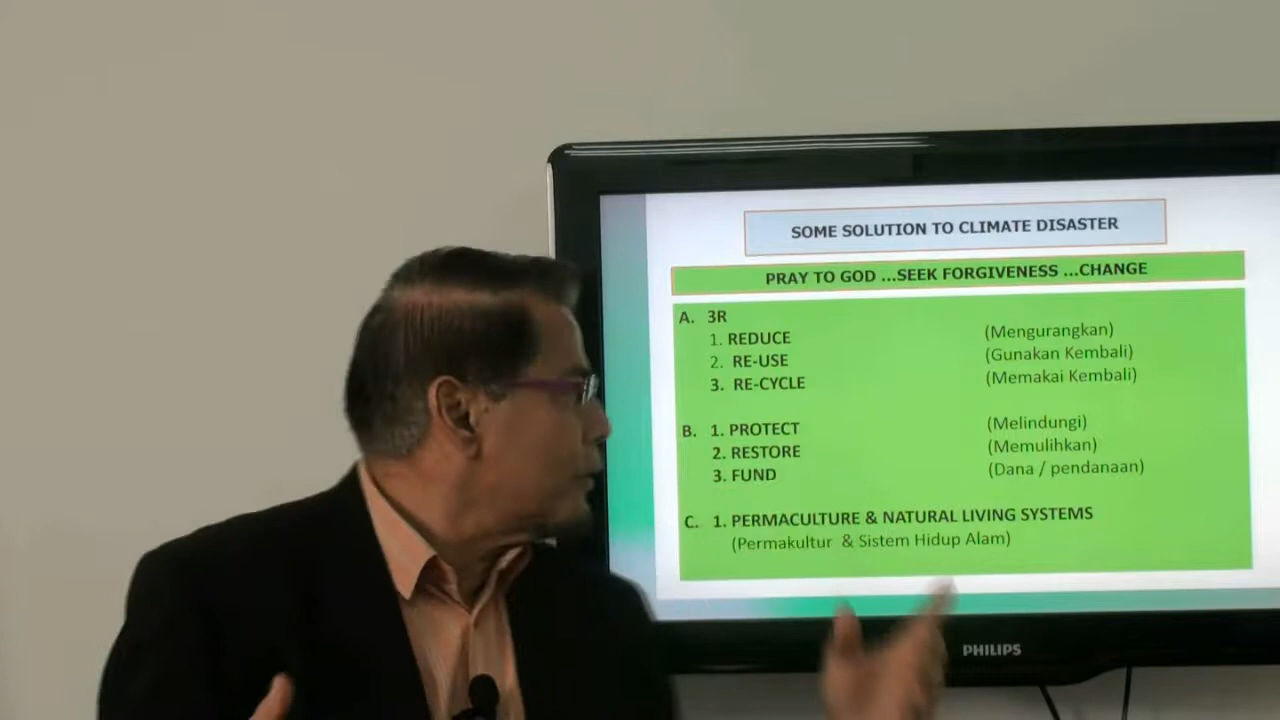 SOME SOLUTION TO CLIMATE DISASTER
PRAY TO GOD ...SEEK FORGIVENESS ...CHANGE
A. 3R
1. REDUCE (Mengurangkan)
2. RE-USE (Gunakan Kembali)
3. RE-CYCLE (Memakai Kembali)
B. 1. PROTECT (Melindungi)
2. RESTORE (Memulihkan)
3. FUND (Dana / pendanaan)
C. 1. PERMACULTURE & NATURAL LIVING SYSTEMS
(Permakultur & Sistem Hidup Alam)
PHILIPS